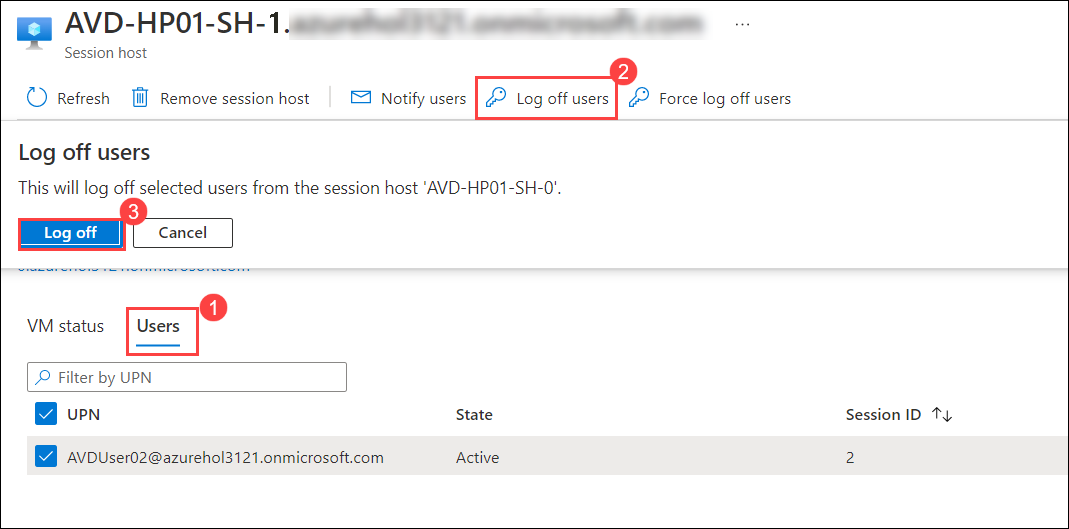 AVD-HP01-SH-1.azurehol3121.onmicrosoft.com ...
Session host
Refresh Remove session host Notify users Log off users Force log off users
2
Log off users
This will log off selected users from the session host 'AVD-HP01-SH-0'.
3
Log off Cancel
1
VM status Users
Filter by UPN
UPN State Session ID
AVDUser02@azurehol3121.onmicrosoft.com Active 2